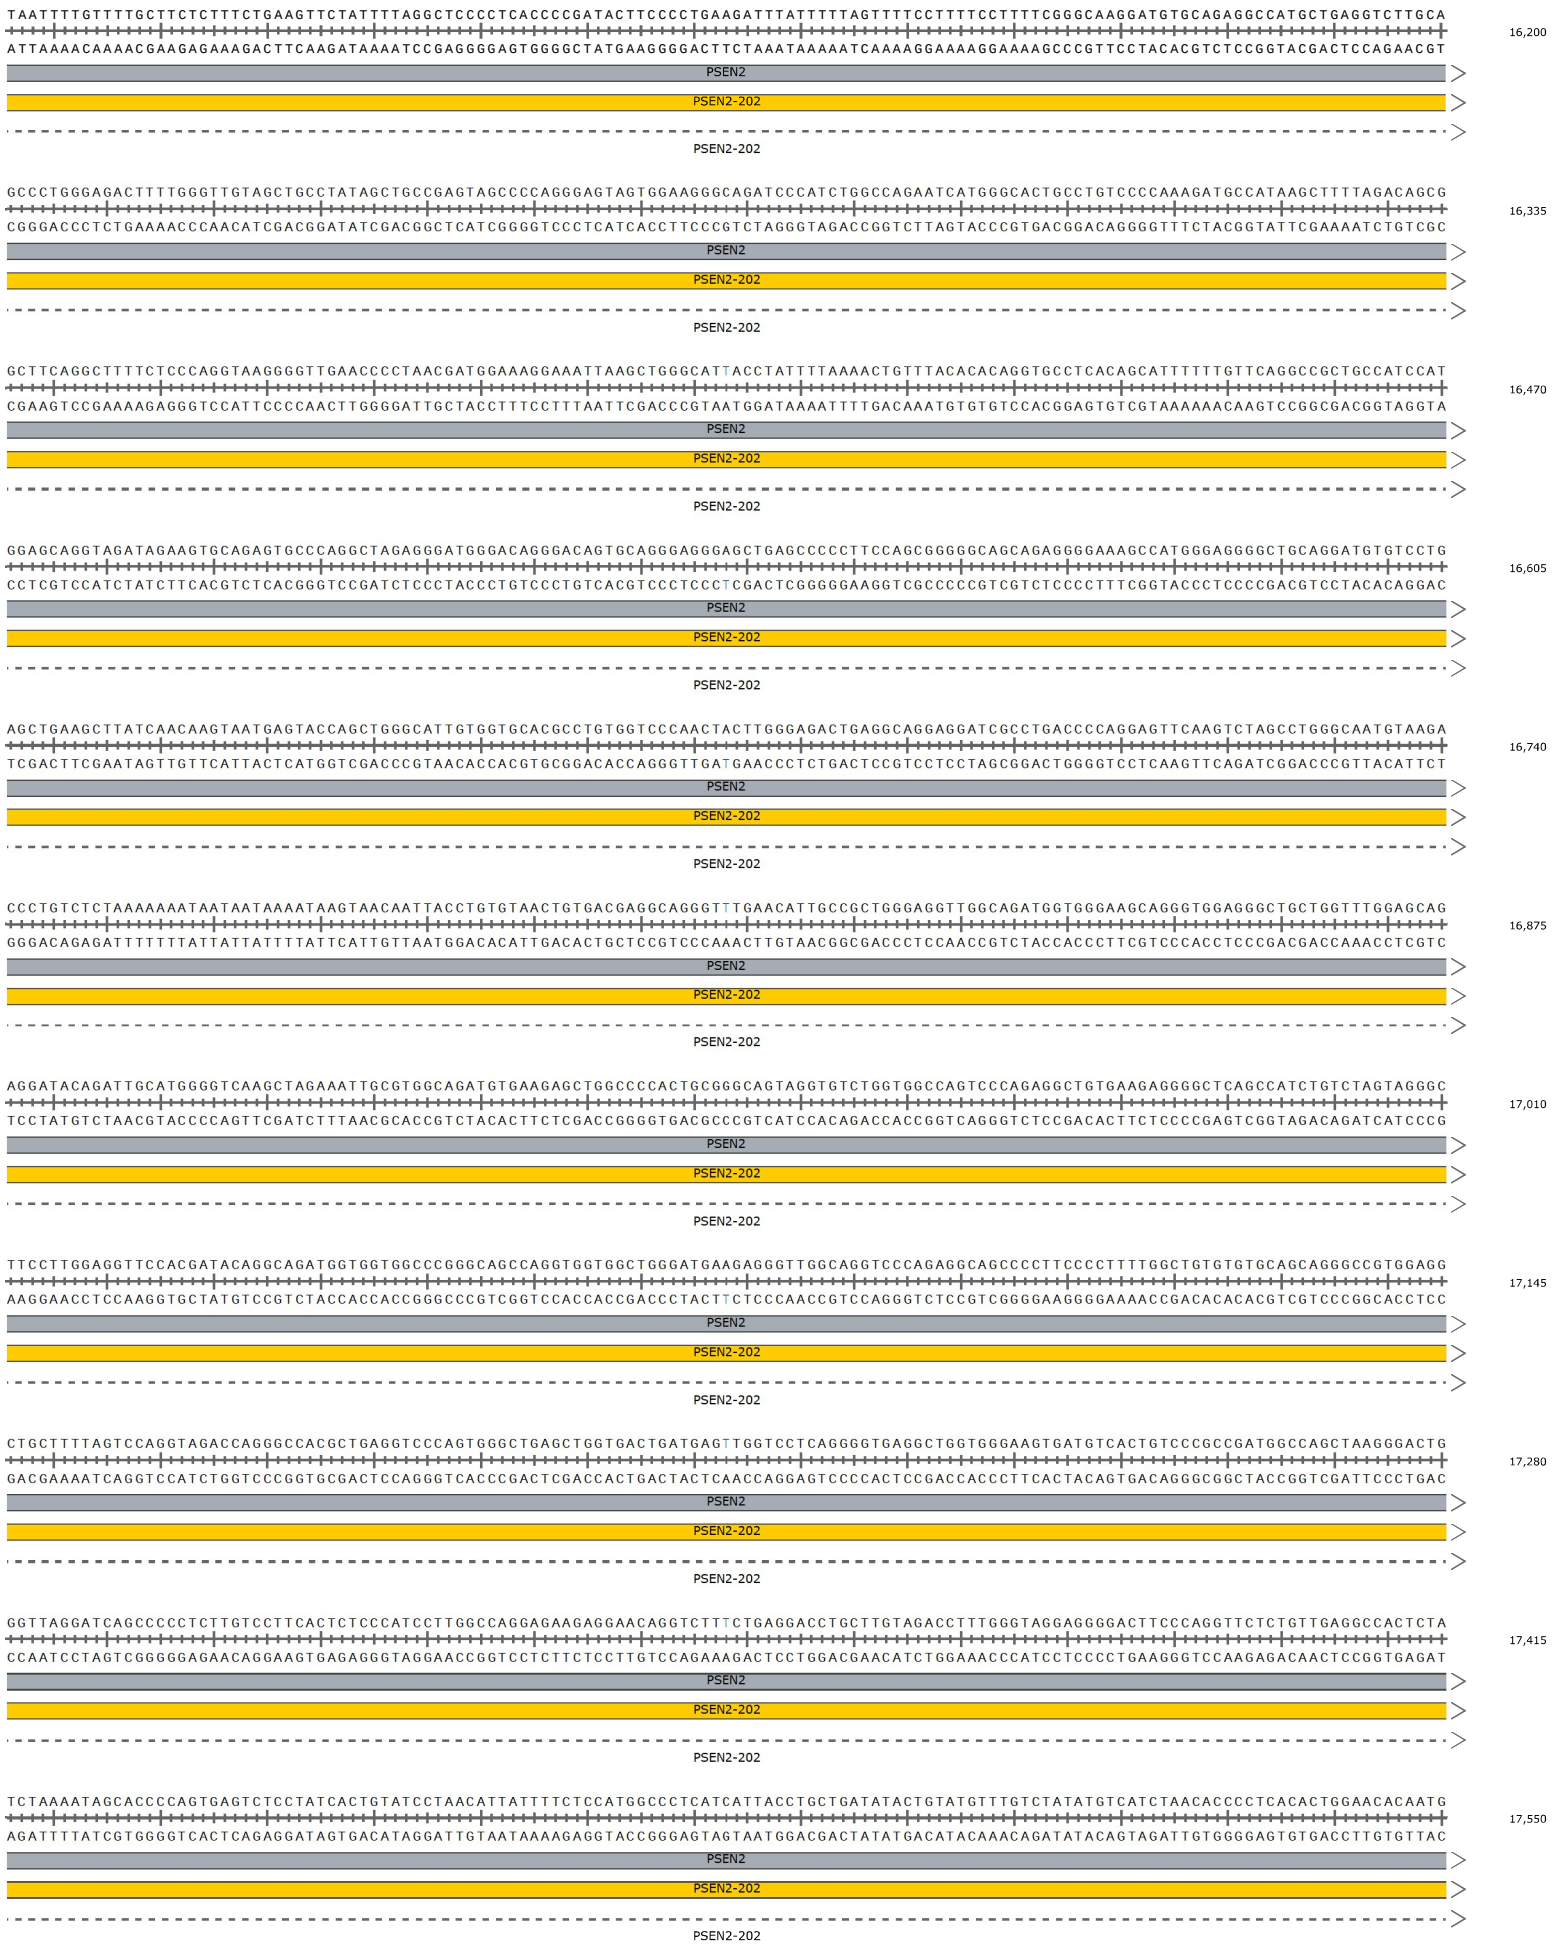 TAATTTTGTTTTGCTTCTCTTTCTGAAGTTCTATTTTAGGCTCCCCTCACCCCGATACTTCCCCTGAAGATTTATTTTTAGTTTTCCTTTTCCTTTTCGGGCAAGGATGTGCAGAGGCCATGCTGAGGTCTTGCA
16,200
ATTAAAACAAAACGAAGAGAAAGACTTCAAGATAAAATCCGAGGGGAGTGGGGCTATGAAGGGGACTTCTAAATAAAAATCAAAAGGAAAAGGAAAAGCCCGTTCCTACACGTCTCCGGTACGACTCCAGAACGT
PSEN2
PSEN2-202
PSEN2-202
GCCCTGGGAGACTTTTGGGTTGTAGCTGCCTATAGCTGCCGAGTAGCCCCAGGGAGTAGTGGAAGGGCAGATCCCATCTGGCCAGAATCATGGGCACTGCCTGTCCCCAAAGATGCCATAAGCTTTTAGACAGCG
16,335
CGGGACCCTCTGAAAACCCAACATCGACGGATATCGACGGCTCATCGGGGTCCCTCATCACCTTCCCGTCTAGGGTAGACCGGTCTTAGTACCCGTGACGGACAGGGGTTTCTACGGTATTCGAAAATCTGTCGC
PSEN2
PSEN2-202
PSEN2-202
GCTTCAGGCTTTTCTCCCAGGTAAGGGGTTGAACCCCTAACGATGGAAAGGAAATTAAGCTGGGCATTACCTATTTTAAAACTGTTTACACACAGGTGCCTCACAGCATTTTTTGTTCAGGCCGCTGCCATCCAT
16,470
CGAAGTCCGAAAAGAGGGTCCATTCCCCAACTTGGGGATTGCTACCTTTCCTTTAATTCGACCCGTAATGGATAAAATTTTGACAAATGTGTGTCCACGGAGTGTCGTAAAAAACAAGTCCGGCGACGGTAGGTA
PSEN2
PSEN2-202
PSEN2-202
GGAGCAGGTAGATAGAAGTGCAGAGTGCCCAGGCTAGAGGGATGGGACAGGGACAGTGCAGGGAGGGAGCTGAGCCCCCTTCCAGCGGGGGCAGCAGAGGGGAAAGCCATGGGAGGGGCTGCAGGATGTGTCCTG
16,605
CCTCGTCCATCTATCTTCACGTCTCACGGGTCCGATCTCCCTACCCTGTCCCTGTCACGTCCCTCCCTCGACTCGGGGGAAGGTCGCCCCCGTCGTCTCCCCTTTCGGTACCCTCCCCGACGTCCTACACAGGAC
PSEN2
PSEN2-202
PSEN2-202
AGCTGAAGCTTATCAACAAGTAATGAGTACCAGCTGGGCATTGTGGTGCACGCCTGTGGTCCCAACTACTTGGGAGACTGAGGCAGGAGGATCGCCTGACCCCAGGAGTTCAAGTCTAGCCTGGGCAATGTAAGA
16,740
TCGACTTCGAATAGTTGTTCATTACTCATGGTCGACCCGTAACACCACGTGCGGACACCAGGGTTGATGAACCCTCTGACTCCGTCCTCCTAGCGGACTGGGGTCCTCAAGTTCAGATCGGACCCGTTACATTCT
PSEN2
PSEN2-202
PSEN2-202
CCCTGTCTCTAAAAAAATAATAATAAAATAAGTAACAATTACCTGTGTAACTGTGACGAGGCAGGGTTTGAACATTGCCGCTGGGAGGTTGGCAGATGGTGGGAAGCAGGGTGGAGGGCTGCTGGTTTGGAGCAG
16,875
GGGACAGAGATTTTTTTATTATTATTTTATTCATTGTTAATGGACACATTGACACTGCTCCGTCCCAAACTTGTAACGGCGACCCTCCAACCGTCTACCACCCTTCGTCCCACCTCCCGACGACCAAACCTCGTC
PSEN2
PSEN2-202
PSEN2-202
AGGATACAGATTGCATGGGGTCAAGCTAGAAATTGCGTGGCAGATGTGAAGAGCTGGCCCCACTGCGGGCAGTAGGTGTCTGGTGGCCAGTCCCAGAGGCTGTGAAGAGGGGCTCAGCCATCTGTCTAGTAGGGC
17,010
TCCTATGTCTAACGTACCCCAGTTCGATCTTTAACGCACCGTCTACACTTCTCGACCGGGGTGACGCCCGTCATCCACAGACCACCGGTCAGGGTCTCCGACACTTCTCCCCGAGTCGGTAGACAGATCATCCCG
PSEN2
PSEN2-202
PSEN2-202
TTCCTTGGAGGTTCCACGATACAGGCAGATGGTGGTGGCCCGGGCAGCCAGGTGGTGGCTGGGATGAAGAGGGTTGGCAGGTCCCAGAGGCAGCCCCTTCCCCTTTTGGCTGTGTGTGCAGCAGGGCCGTGGAGG
17,145
AAGGAACCTCCAAGGTGCTATGTCCGTCTACCACCACCGGGCCCGTCGGTCCACCACCGACCCTACTTCTCCCAACCGTCCAGGGTCTCCGTCGGGGAAGGGGAAAACCGACACACACGTCGTCCCGGCACCTCC
PSEN2
PSEN2-202
PSEN2-202
CTGCTTTTAGTCCAGGTAGACCAGGGCCACGCTGAGGTCCCAGTGGGCTGAGCTGGTGACTGATGAGTTGGTCCTCAGGGGTGAGGCTGGTGGGAAGTGATGTCACTGTCCCGCCGATGGCCAGCTAAGGGACTG
17,280
GACGAAAATCAGGTCCATCTGGTCCCGGTGCGACTCCAGGGTCACCCGACTCGACCACTGACTACTCAACCAGGAGTCCCCACTCCGACCACCCTTCACTACAGTGACAGGGCGGCTACCGGTCGATTCCCTGAC
PSEN2
PSEN2-202
PSEN2-202
GGTTAGGATCAGCCCCCTCTTGTCCTTCACTCTCCCATCCTTGGCCAGGAGAAGAGGAACAGGTCTTTCTGAGGACCTGCTTGTAGACCTTTGGGTAGGAGGGGACTTCCCAGGTTCTCTGTTGAGGCCACTCTA
17,415
CCAATCCTAGTCGGGGGAGAACAGGAAGTGAGAGGGTAGGAACCGGTCCTCTTCTCCTTGTCCAGAAAGACTCCTGGACGAACATCTGGAAACCCATCCTCCCCTGAAGGGTCCAAGAGACAACTCCGGTGAGAT
PSEN2
PSEN2-202
PSEN2-202
TCTAAAATAGCACCCCAGTGAGTCTCCTATCACTGTATCCTAACATTATTTTCTCCATGGCCCTCATCATTACCTGCTGATATACTGTATGTTTGTCTATATGTCATCTAACACCCCTCACACTGGAACACAATG
17,550
AGATTTTATCGTGGGGTCACTCAGAGGATAGTGACATAGGATTGTAATAAAAGAGGTACCGGGAGTAGTAATGGACGACTATATGACATACAAACAGATATACAGTAGATTGTGGGGAGTGTGACCTTGTGTTAC
PSEN2
PSEN2-202
PSEN2-202